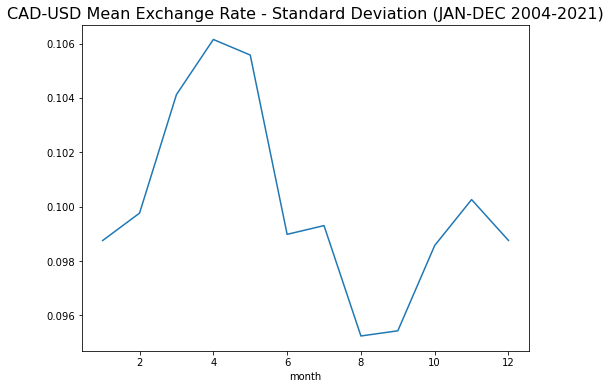 CAD-USD Mean Exchange Rate - Standard Deviation (JAN-DEC 2004-2021)
0.106
0.104
0.102
0.100
0.098
0.096
2 4 6 8 10 12
month